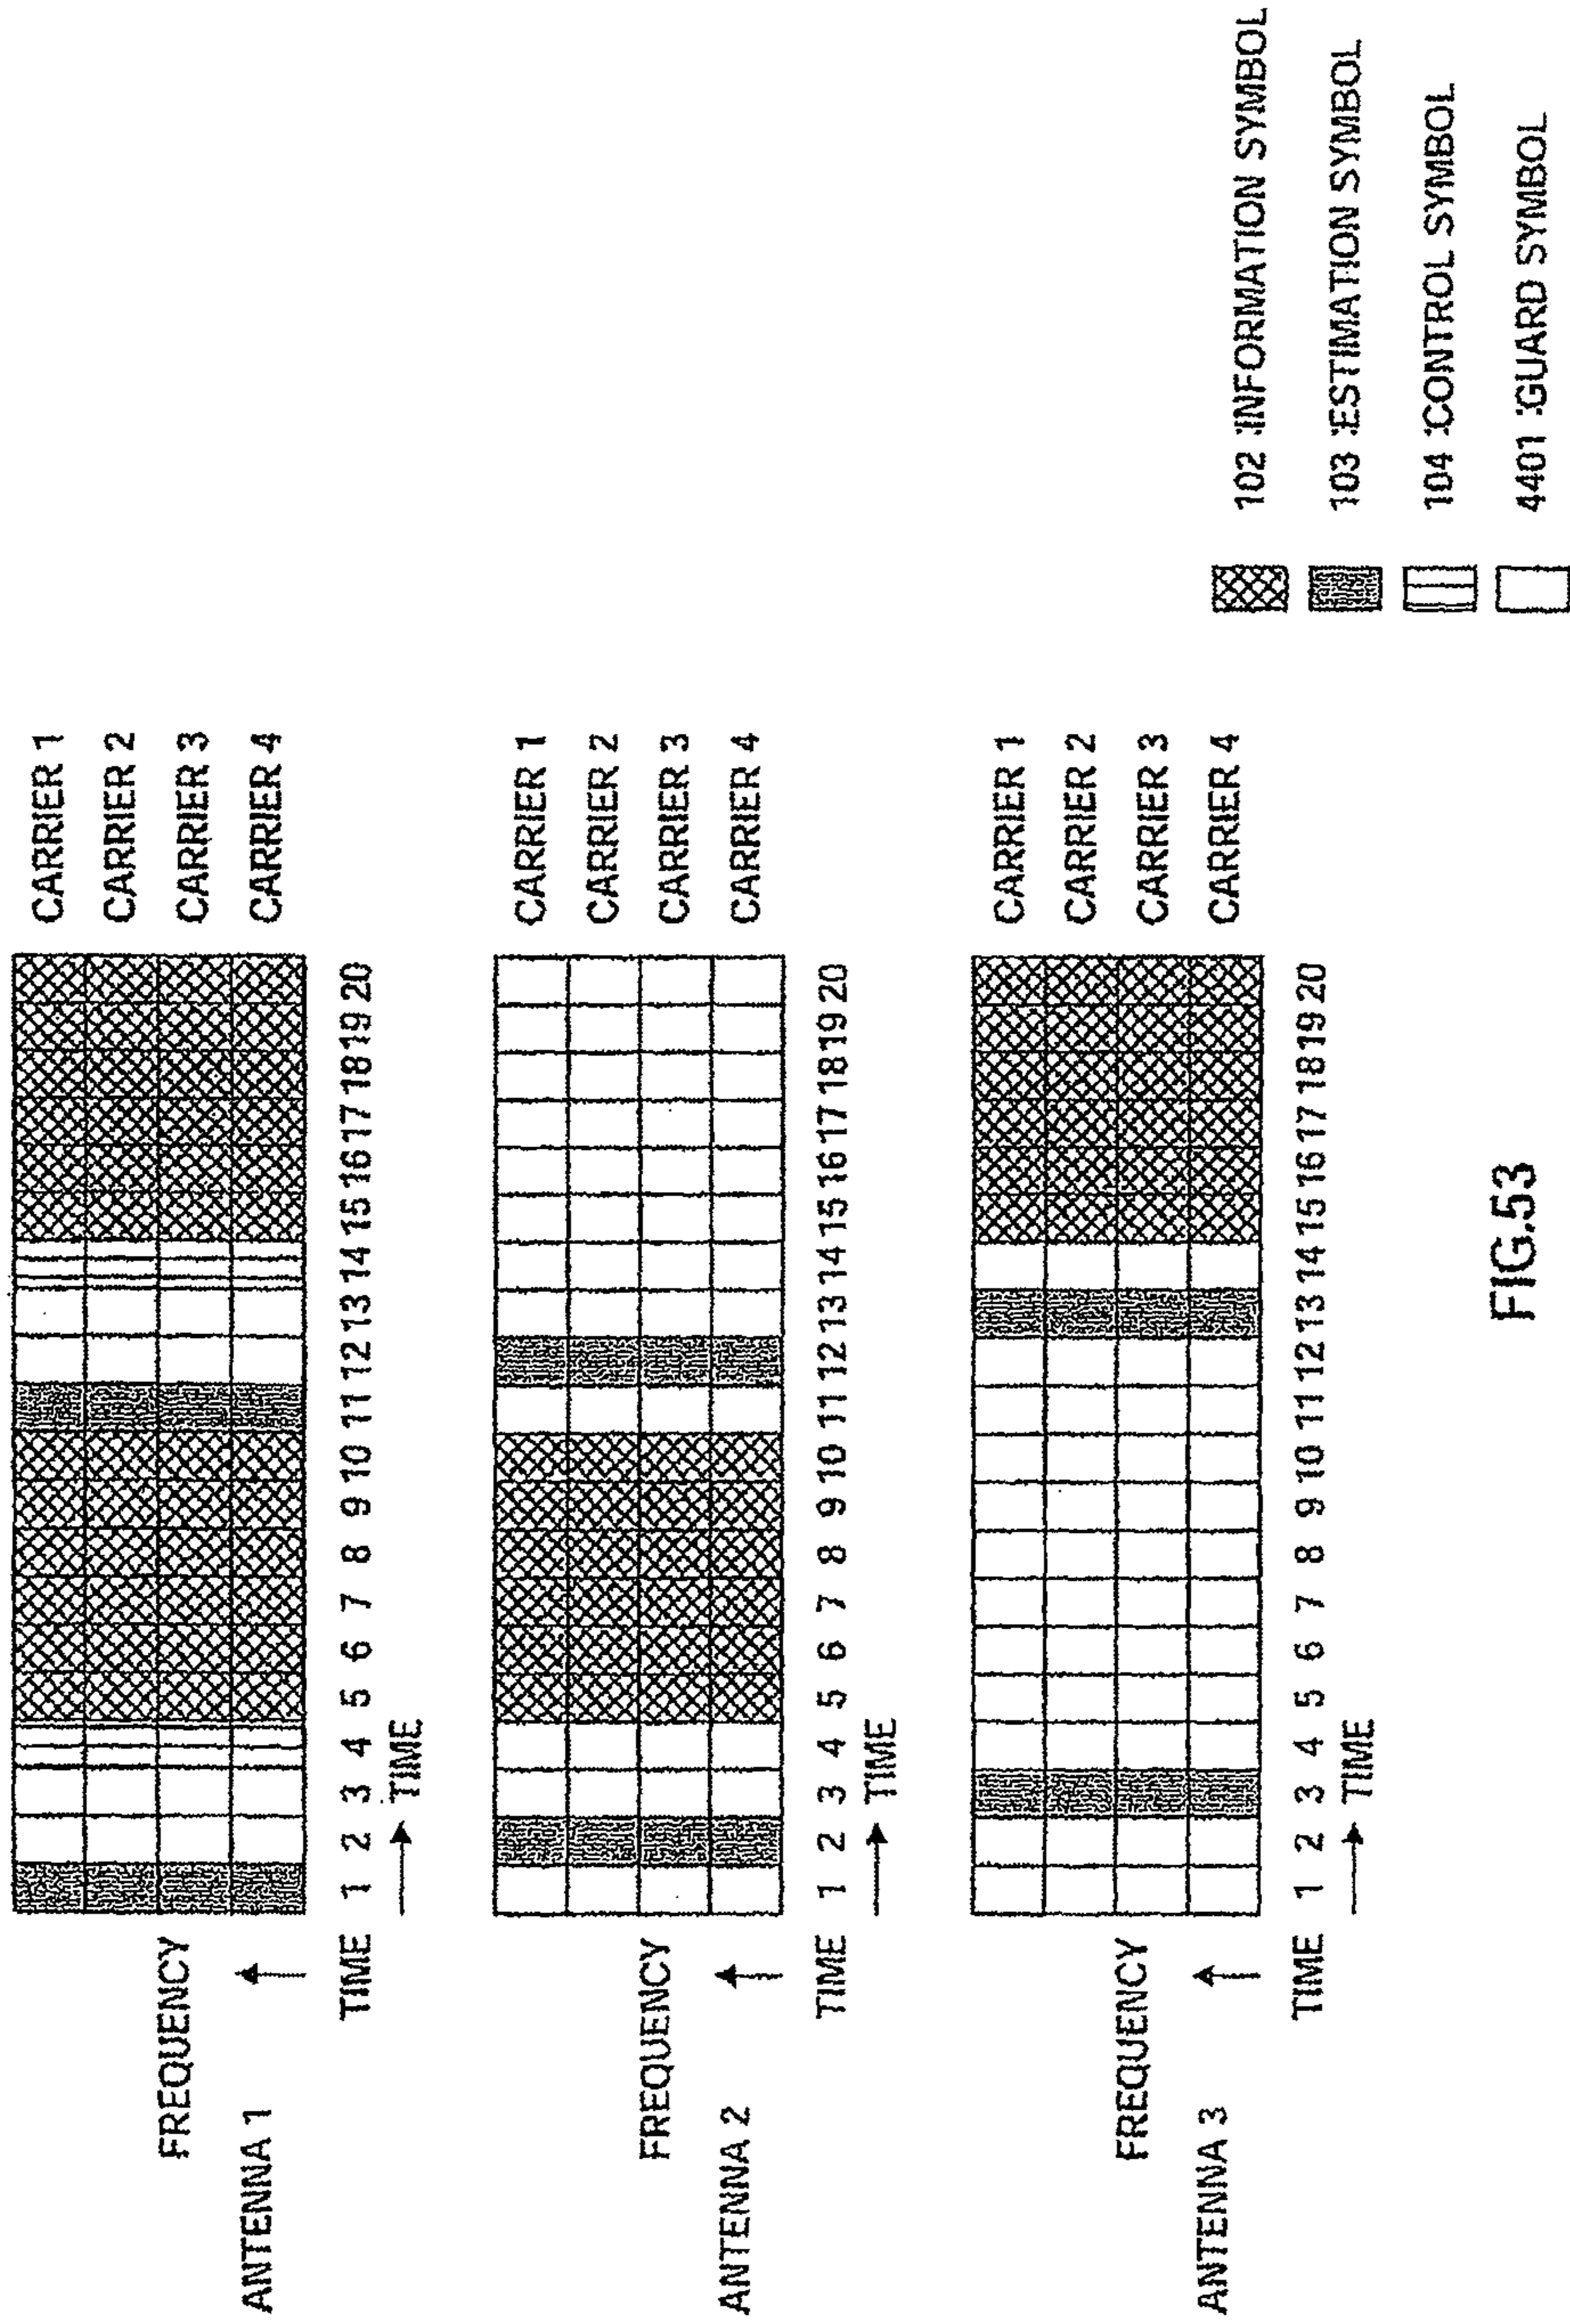 CARRIER 1
CARRIER 2
CARRIER 3
CARRIER 4
FREQUENCY
ANTENNA 1
TIME 1 2 3 4 5 6 7 8 9 10 11 12 13 14 15 16 17 18 19 20
TIME
CARRIER 1
CARRIER 2
CARRIER 3
CARRIER 4
FREQUENCY
ANTENNA 2
TIME 1 2 3 4 5 6 7 8 9 10 11 12 13 14 15 16 17 18 19 20
TIME
CARRIER 1
CARRIER 2
CARRIER 3
CARRIER 4
FREQUENCY
ANTENNA 3
TIME 1 2 3 4 5 6 7 8 9 10 11 12 13 14 15 16 17 18 19 20
TIME
102 :INFORMATION SYMBOL
103 :ESTIMATION SYMBOL
104 :CONTROL SYMBOL
4401 :GUARD SYMBOL
FIG.53